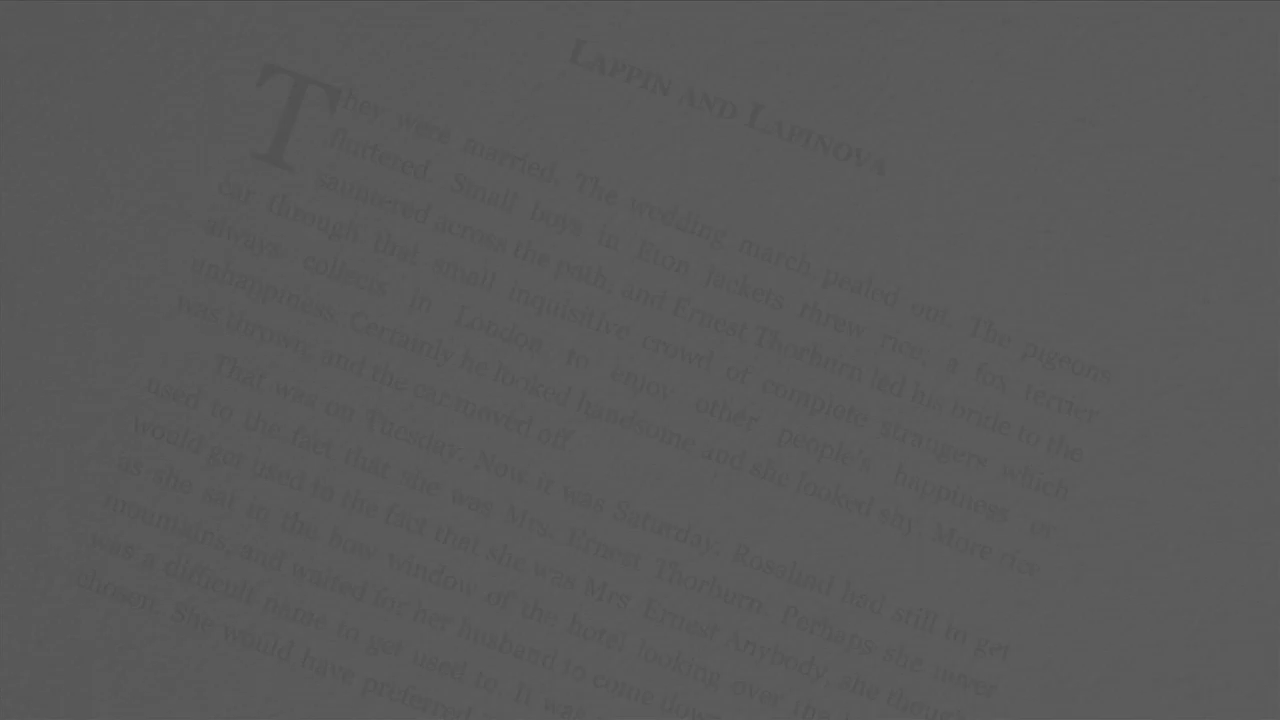 LAPPIN AND LAPINOVA
They were married. The wedding march pealed out. The pigeons
fluttered. Small boys in Eton jackets threw rice; a fox terrier
sauntered across the path, and Ernest Thorburn led his bride to the
car through that small inquisitive crowd of complete strangers which
always collects in London to enjoy other people's happiness or
unhappiness. Certainly he looked handsome and she looked shy. More rice
was thrown, and the car moved off.
That was on Tuesday. Now it was Saturday. Rosalind had still to get
used to the fact that she was Mrs. Ernest Thorburn. Perhaps she never
would get used to the fact that she was Mrs. Ernest Anybody, she though
as she sat in the bow window of the hotel looking over the
mountains, and waited for her husband to come down
was a difficult name to get used to. It was
chosen. She would have preferred